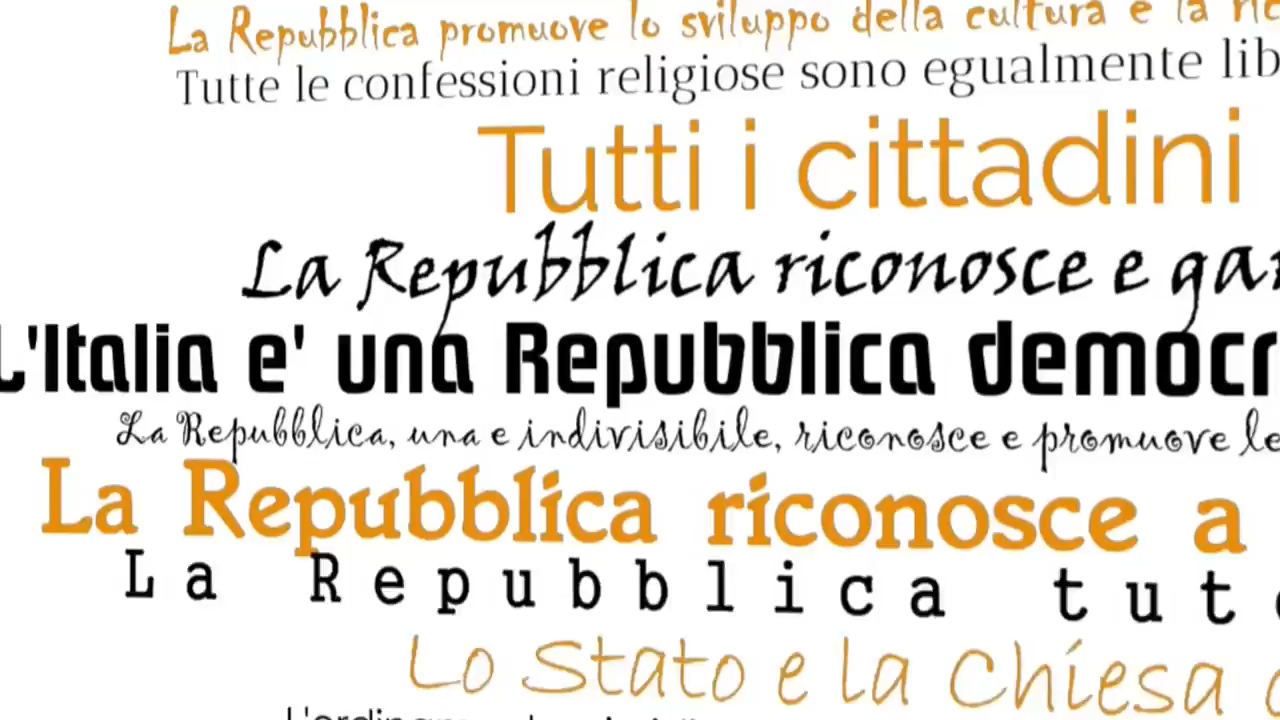 La Repubblica promuove lo sviluppo della cultura e la ric
Tutte le confessioni religiose sono egualmente lib
Tutti i cittadini
La Repubblica riconosce e gar
L'Italia e' una Repubblica democr
La Repubblica, una e indivisibile, riconosce e promuove le
La Repubblica riconosce a
La Repubblica tut
Lo Stato e la Chiesa